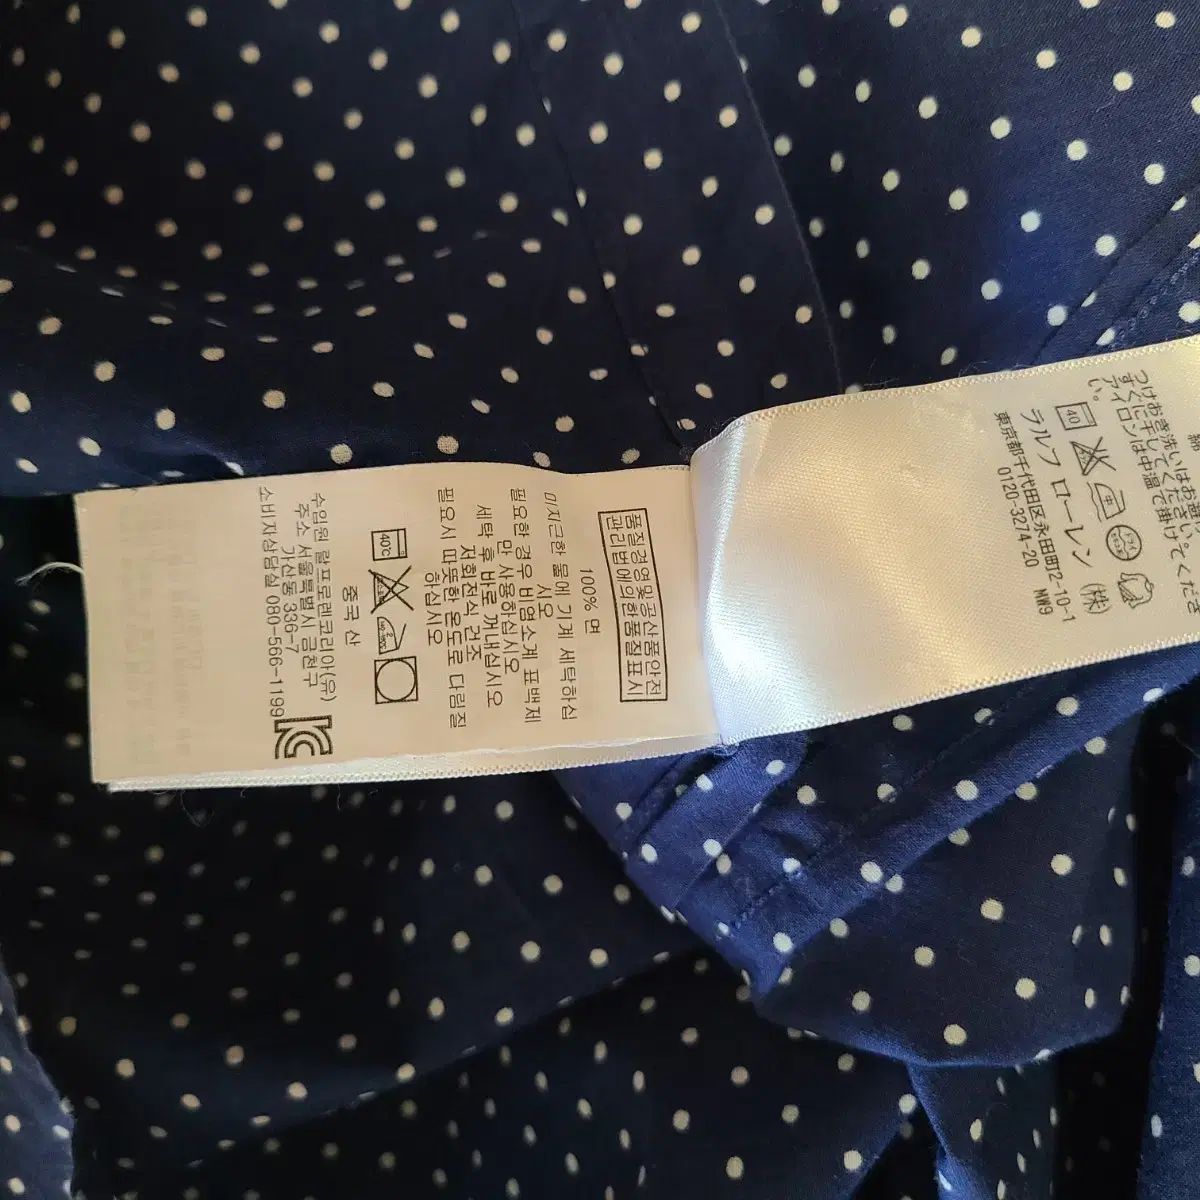 품질경영및공산품안전
관리법에의한품질표시
100% 면
미지근한 물에 기계 세탁하십
시오
필요한 경우 비염소계 표백제
만 사용하십시오
세탁 후 바로 꺼내십시오
저회전식 건조
필요시 따뜻한 온도로 다림질
하십시오
40°C
중국 산
수입원 랄프로렌코리아(유)
주소 서울특별시 금천구
가산동 336-7
소비자상담실 080-566-1199
つけおき洗いはお避け
すぐに干してください。
アイロンは中温で掛けてくださ
い。
40
ラルフ ローレン (株)
東京都千代田区永田町2-10-1
0120-3274-20 NW9